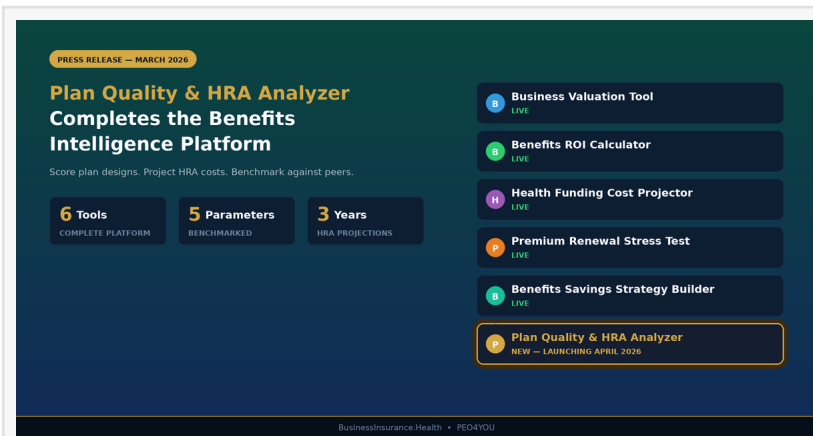 PRESS RELEASE — MARCH 2026
Plan Quality & HRA Analyzer
Completes the Benefits
Intelligence Platform
Score plan designs. Project HRA costs. Benchmark against peers.
6 Tools
COMPLETE PLATFORM
5 Parameters
BENCHMARKED
3 Years
HRA PROJECTIONS
B
Business Valuation Tool
LIVE
B
Benefits ROI Calculator
LIVE
H
Health Funding Cost Projector
LIVE
P
Premium Renewal Stress Test
LIVE
B
Benefits Savings Strategy Builder
LIVE
P
Plan Quality & HRA Analyzer
NEW — LAUNCHING APRIL 2026
BusinessInsurance.Health • PEO4YOU